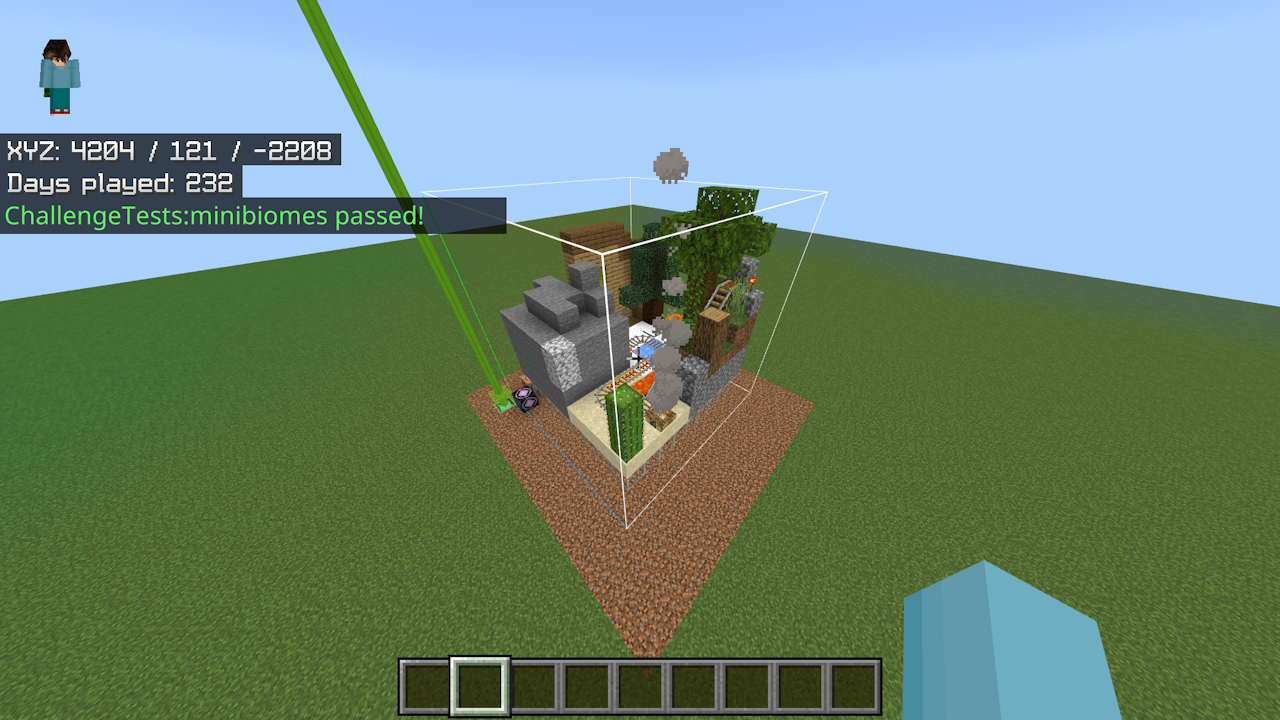 XYZ: 4204 / 121 / -2208
Days played: 232
ChallengeTests:minibiomes passed!